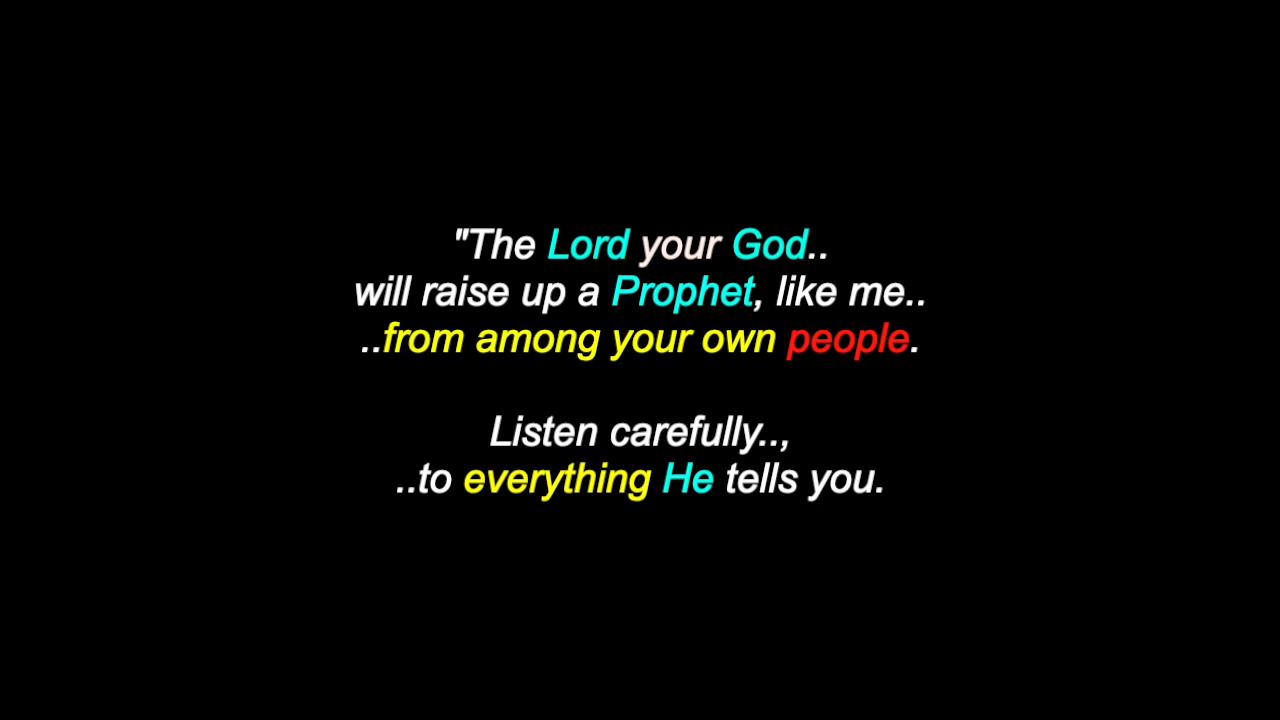 "The Lord your God..
will raise up a Prophet, like me..
..from among your own people.
Listen carefully..,
..to everything He tells you.